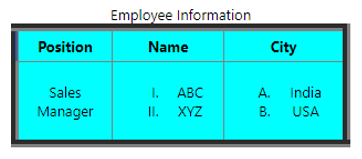 Employee Information
Position Name City
Sales Manager
I. ABC
II. XYZ
A. India
B. USA